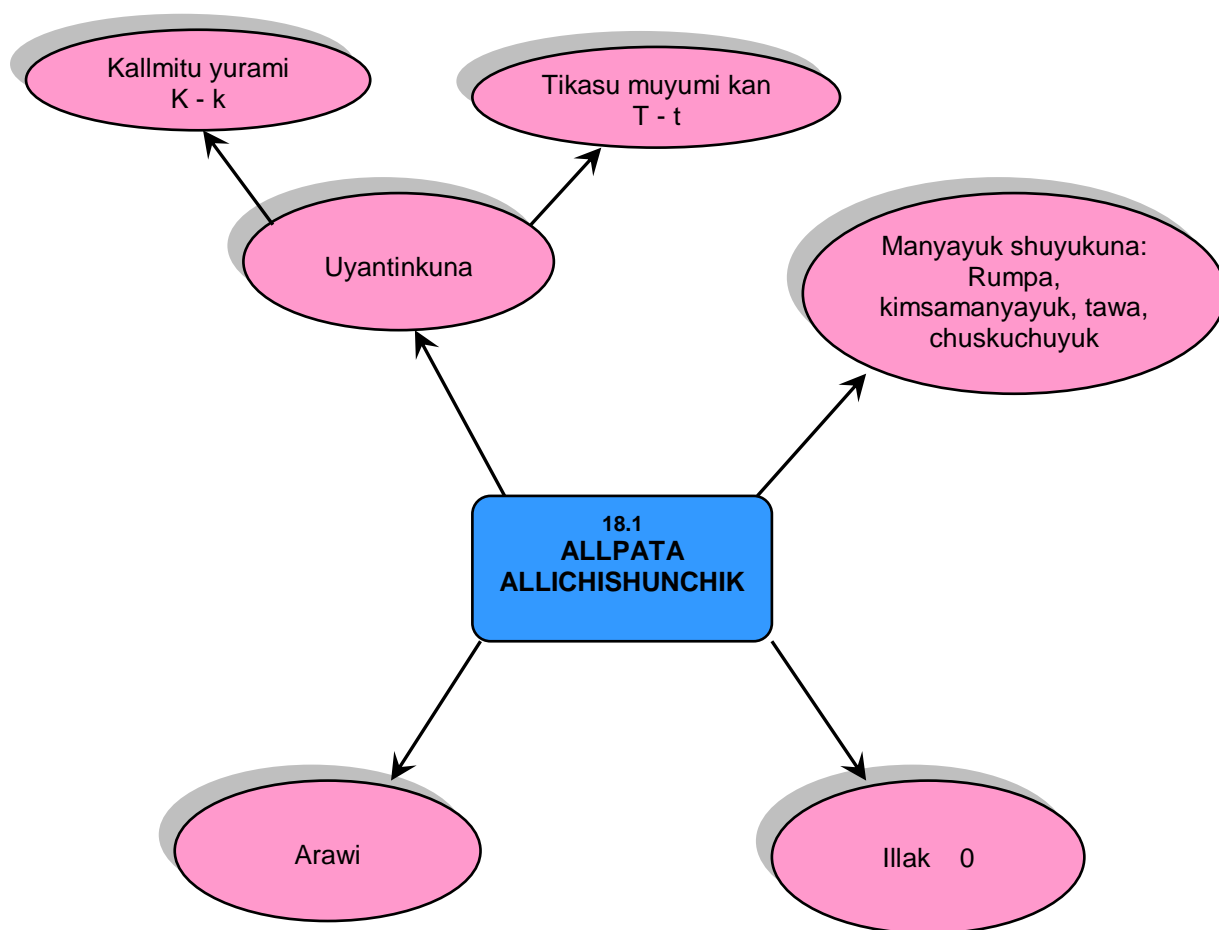 Kallmitu yurami
K - k
Tikasu muyumi kan
T - t
Uyantinkuna
Manyayuk shuyukuna:
Rumpa,
kimsamanyayuk, tawa,
chuskuchuyuk
18.1
ALLPATA
ALLICHISHUNCHIK
Arawi
Illak 0